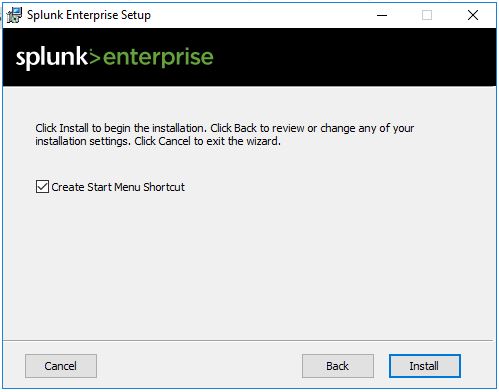 Splunk Enterprise Setup
splunk>enterprise
Click Install to begin the installation. Click Back to review or change any of your
installation settings. Click Cancel to exit the wizard.
Create Start Menu Shortcut
Cancel
Back
Install